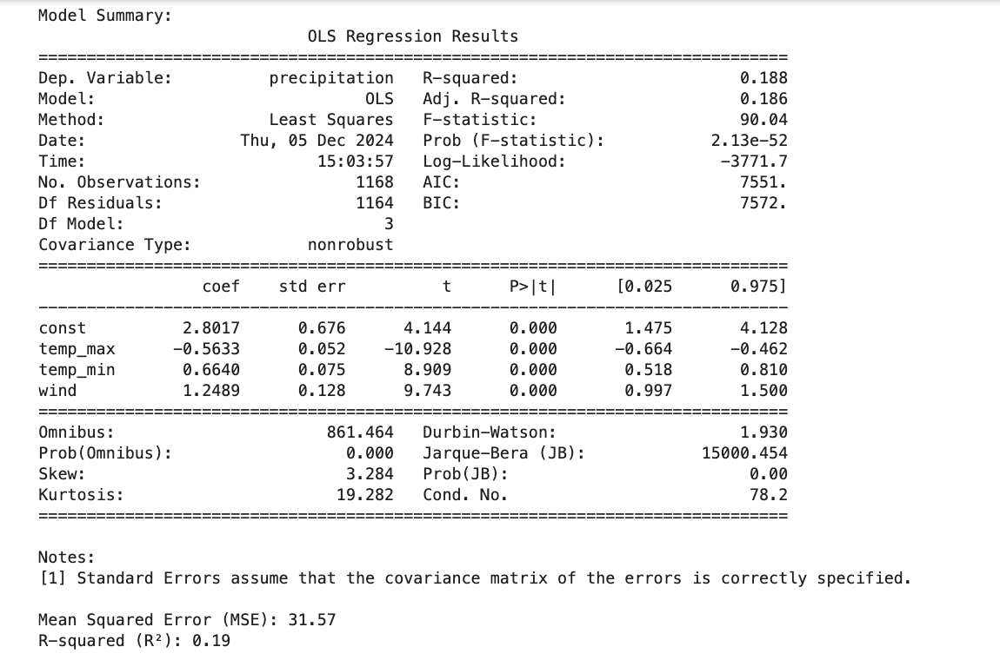 Model Summary:
                            OLS Regression Results
==============================================================================
Dep. Variable:          precipitation   R-squared:                       0.188
Model:                            OLS   Adj. R-squared:                  0.186
Method:                 Least Squares   F-statistic:                     90.04
Date:                Thu, 05 Dec 2024   Prob (F-statistic):           2.13e-52
Time:                        15:03:57   Log-Likelihood:                -3771.7
No. Observations:                1168   AIC:                             7551.
Df Residuals:                    1164   BIC:                             7572.
Df Model:                           3
Covariance Type:            nonrobust
==============================================================================
                 coef    std err          t      P>|t|      [0.025      0.975]
------------------------------------------------------------------------------
const          2.8017      0.676      4.144      0.000       1.475       4.128
temp_max      -0.5633      0.052    -10.928      0.000      -0.664      -0.462
temp_min       0.6640      0.075      8.909      0.000       0.518       0.810
wind           1.2489      0.128      9.743      0.000       0.997       1.500
==============================================================================
Omnibus:                      861.464   Durbin-Watson:                   1.930
Prob(Omnibus):                  0.000   Jarque-Bera (JB):            15000.454
Skew:                           3.284   Prob(JB):                         0.00
Kurtosis:                      19.282   Cond. No.                         78.2
==============================================================================

Notes:
[1] Standard Errors assume that the covariance matrix of the errors is correctly specified.

Mean Squared Error (MSE): 31.57
R-squared (R²): 0.19